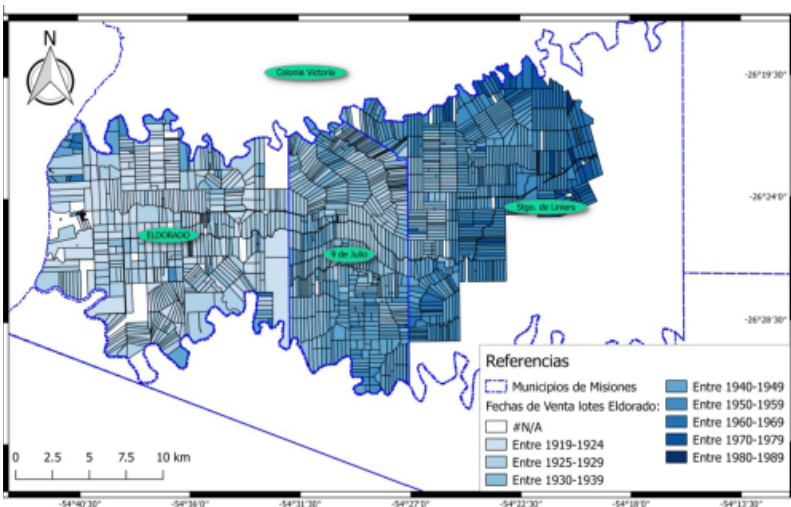 N
Colonia Victoria
-26°19'30"
-26°24'0"
Stgo. de Liniers
ELDORADO
9 de Julio
-26°28'30"
Referencias
Municipios de Misiones
Fechas de Venta lotes Eldorado:
#N/A
Entre 1919-1924
Entre 1925-1929
Entre 1930-1939
Entre 1940-1949
Entre 1950-1959
Entre 1960-1969
Entre 1970-1979
Entre 1980-1989
0 2.5 5 7.5 10 km
-54°40'30" -54°36'0" -54°31'30" -54°27'0" -54°22'30" -54°18'0" -54°13'30"